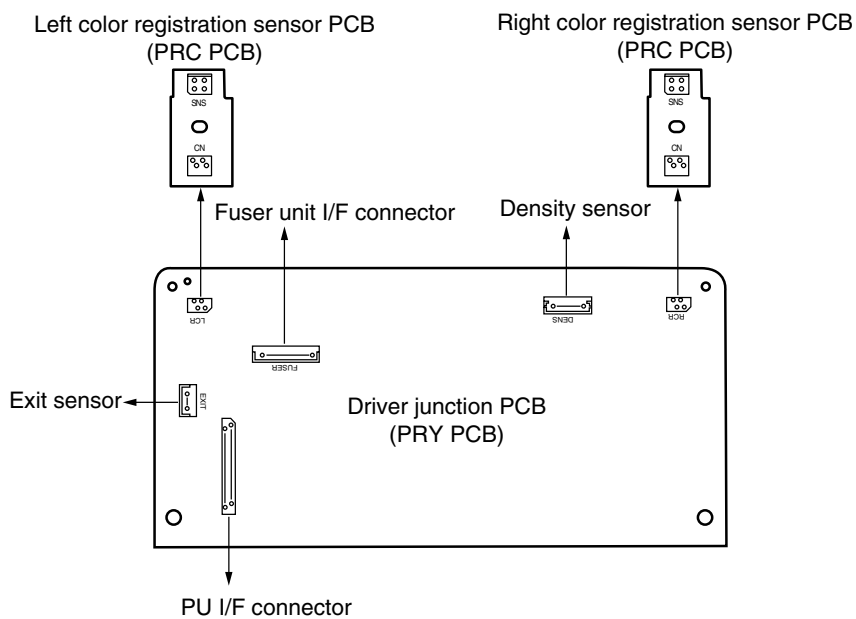 Left color registration sensor PCB
(PRC PCB)
Right color registration sensor PCB
(PRC PCB)
SNS
CN
SNS
CN
Fuser unit I/F connector
Density sensor
LCR
DENS
RCR
FUSER
Exit sensor
EXIT
Driver junction PCB
(PRY PCB)
PU I/F connector